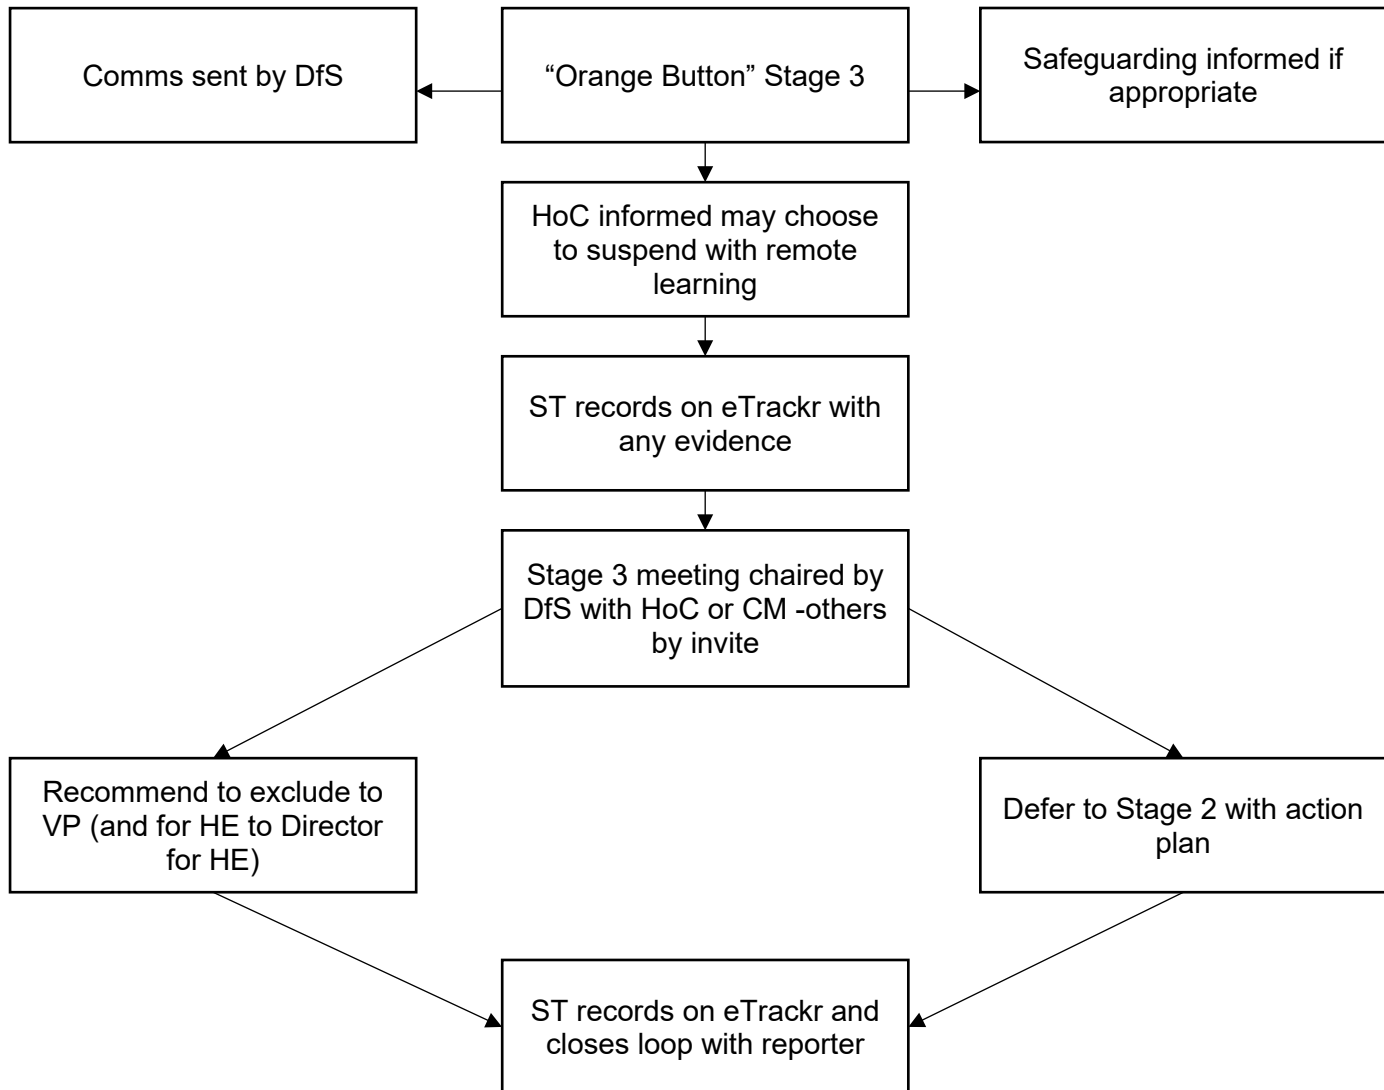 Comms sent by DfS
“Orange Button” Stage 3
Safeguarding informed if
appropriate
HoC informed may choose
to suspend with remote
learning
ST records on eTrackr with
any evidence
Stage 3 meeting chaired by
DfS with HoC or CM -others
by invite
Recommend to exclude to
VP (and for HE to Director
for HE)
Defer to Stage 2 with action
plan
ST records on eTrackr and
closes loop with reporter